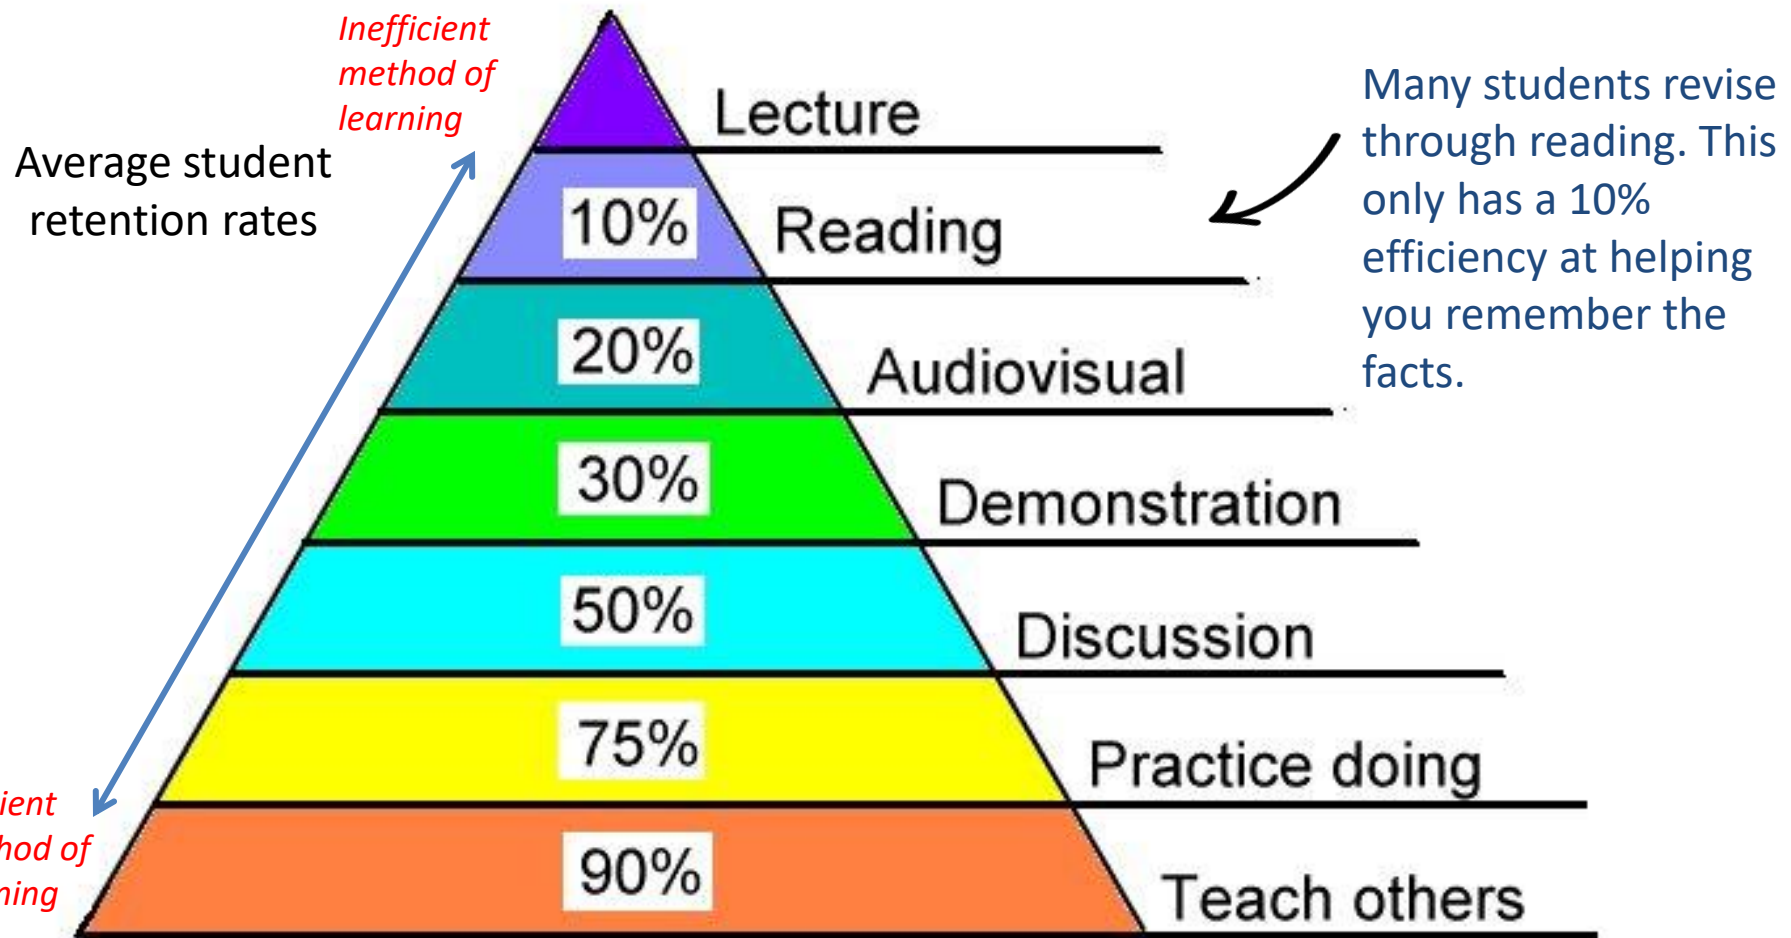 Inefficient
method of
learning
Average student
retention rates
Lecture
10%
Reading
20%
Audiovisual
30%
Demonstration
50%
Discussion
75%
Practice doing
90%
Teach others
Many students revise
through reading. This
only has a 10%
efficiency at helping
you remember the
facts.
of